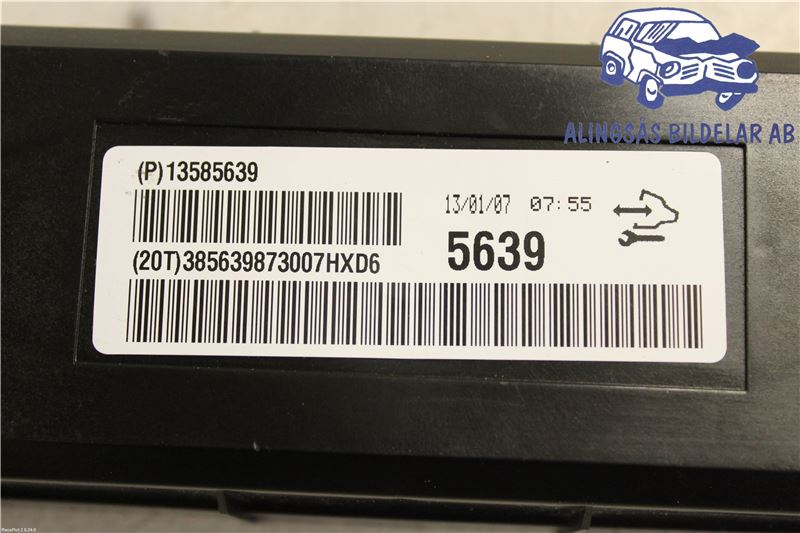 ALINGSÅS BILDELAR AB
(P)13585639
13/01/07 07:55
(20T)385639873007HXD6
5639